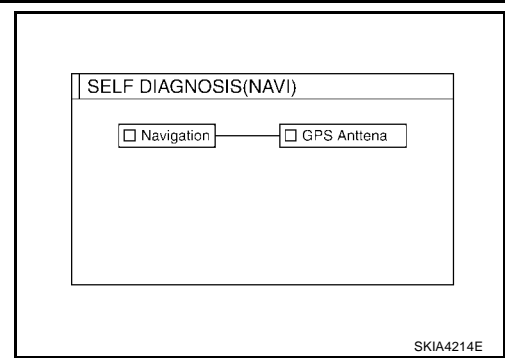 SELF DIAGNOSIS(NAVI)
☐ Navigation ☐ GPS Anttena
SKIA4214E